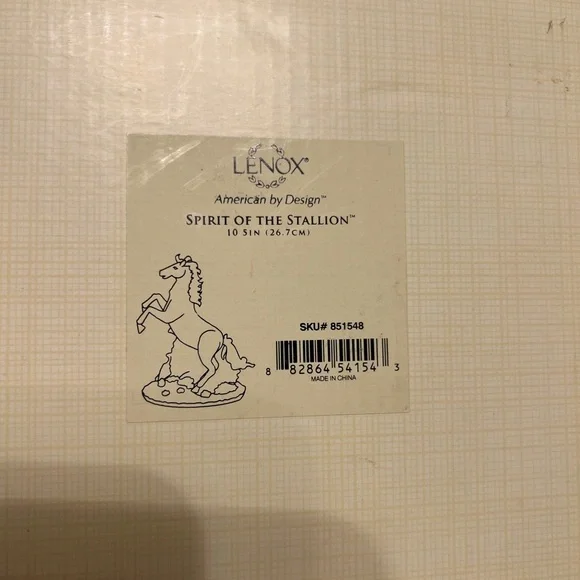 LENOX®
American by Design™
SPIRIT OF THE STALLION™
10 5IN (26.7CM)
SKU# 851548
8 82864 54154 3
MADE IN CHINA